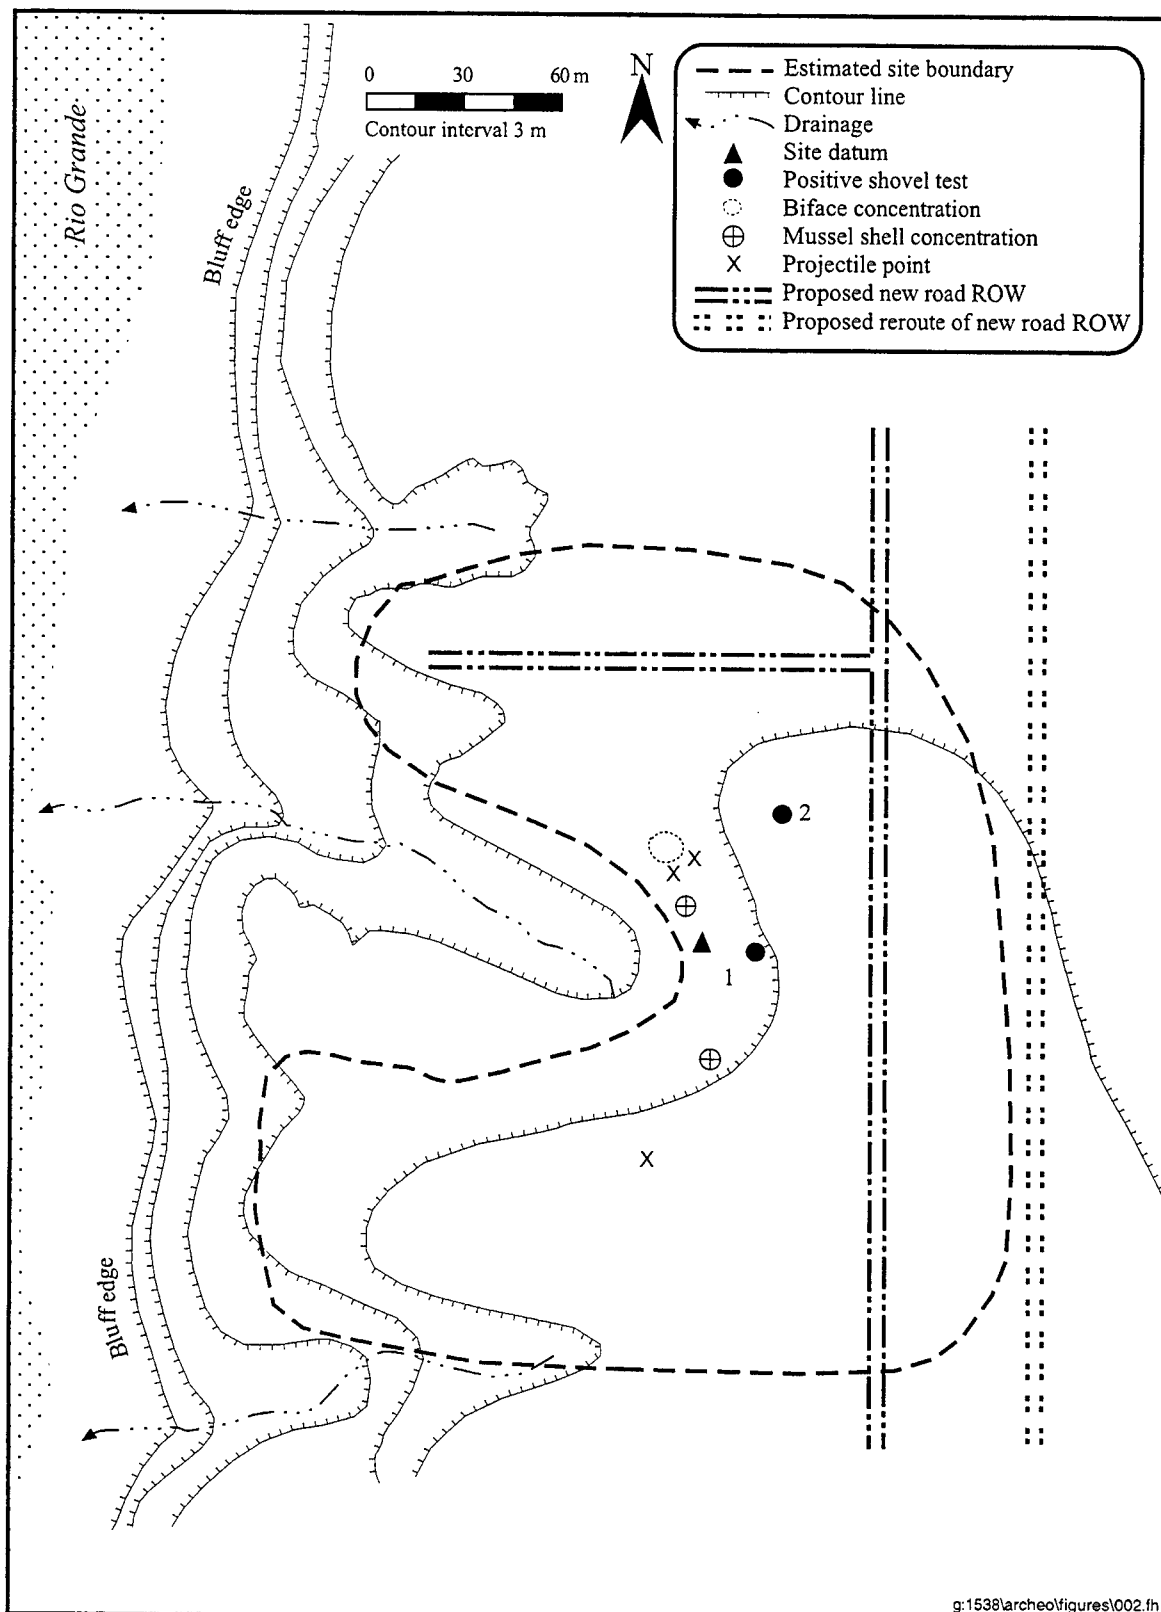 0 30 60 m
Contour interval 3 m
N
Estimated site boundary
Contour line
Drainage
Site datum
Positive shovel test
Biface concentration
Mussel shell concentration
X Projectile point
Proposed new road ROW
Proposed reroute of new road ROW
Rio Grande
Bluff edge
2
X
X
1
X
Bluff edge
g:1538\archeo\figures\002.fh